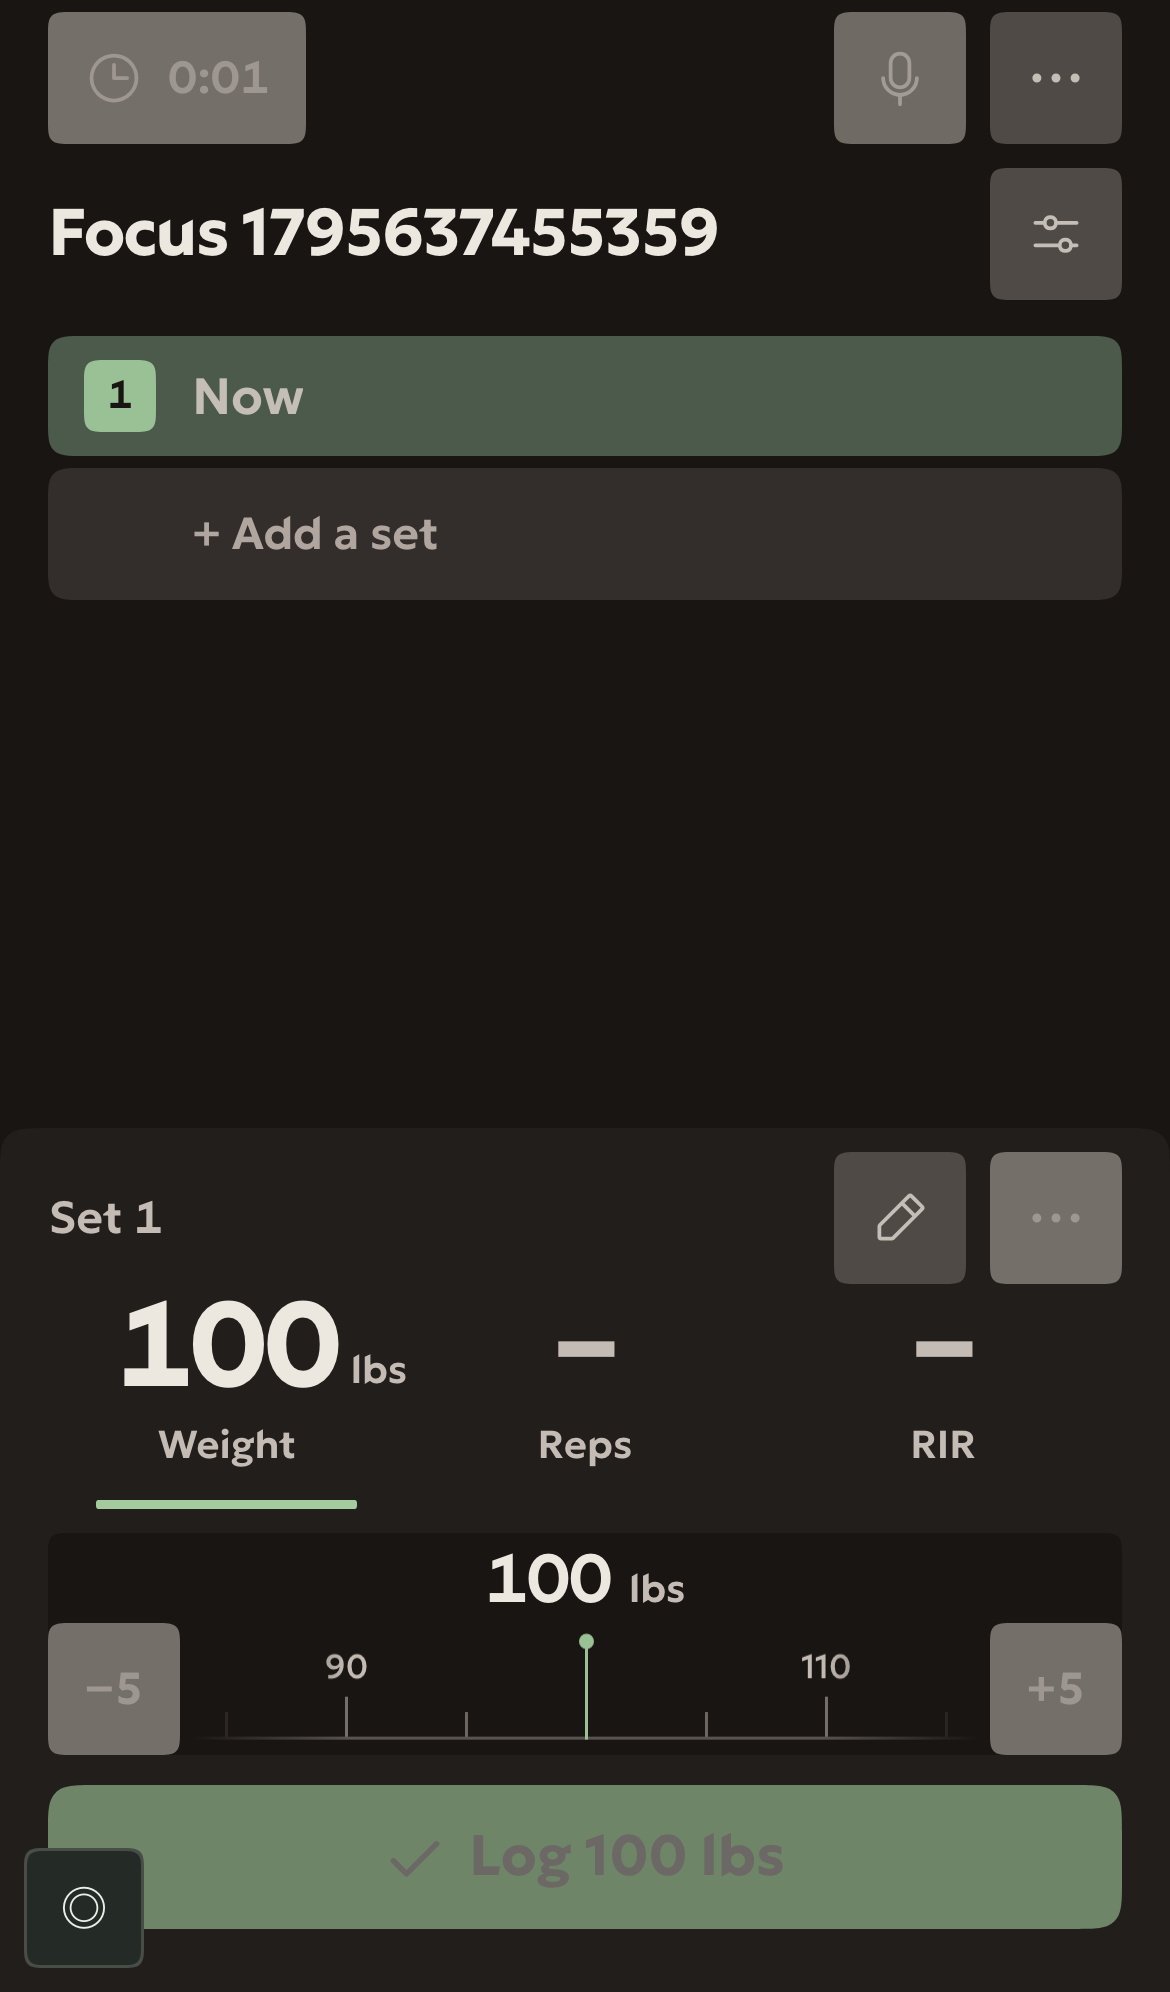 0:01
Focus 1795637455359
1 Now
+ Add a set
Set 1
100 lbs – –
Weight Reps RIR
100 lbs
90 110
−5 +5
Log 100 lbs